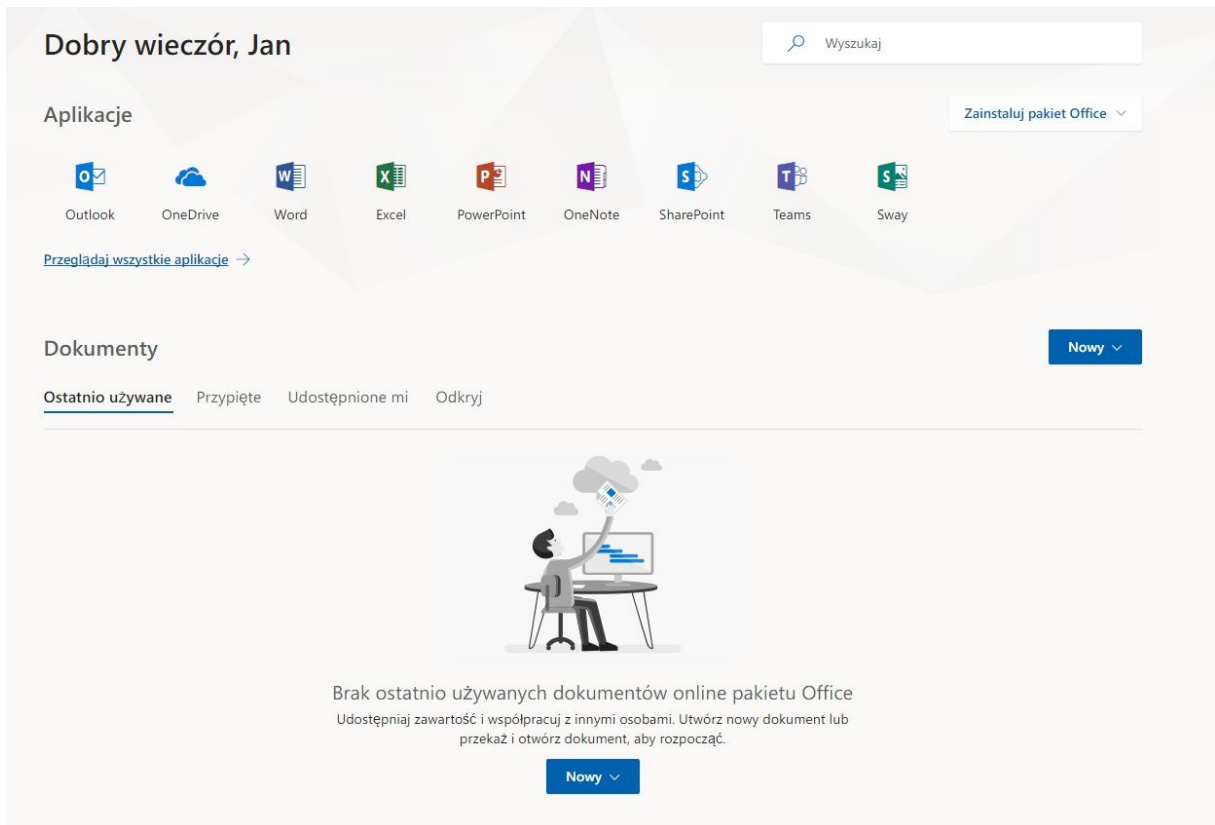 Dobry wieczór, Jan
Wyszukaj
Aplikacje
Zainstaluj pakiet Office
Outlook OneDrive Word Excel PowerPoint OneNote SharePoint Teams Sway
Przeglądaj wszystkie aplikacje
Dokumenty
Nowy
Ostatnio używane Przypięte Udostępnione mi Odkryj
Brak ostatnio używanych dokumentów online pakietu Office
Udostępniaj zawartość i współpracuj z innymi osobami. Utwórz nowy dokument lub
przekaż i otwórz dokument, aby rozpocząć.
Nowy